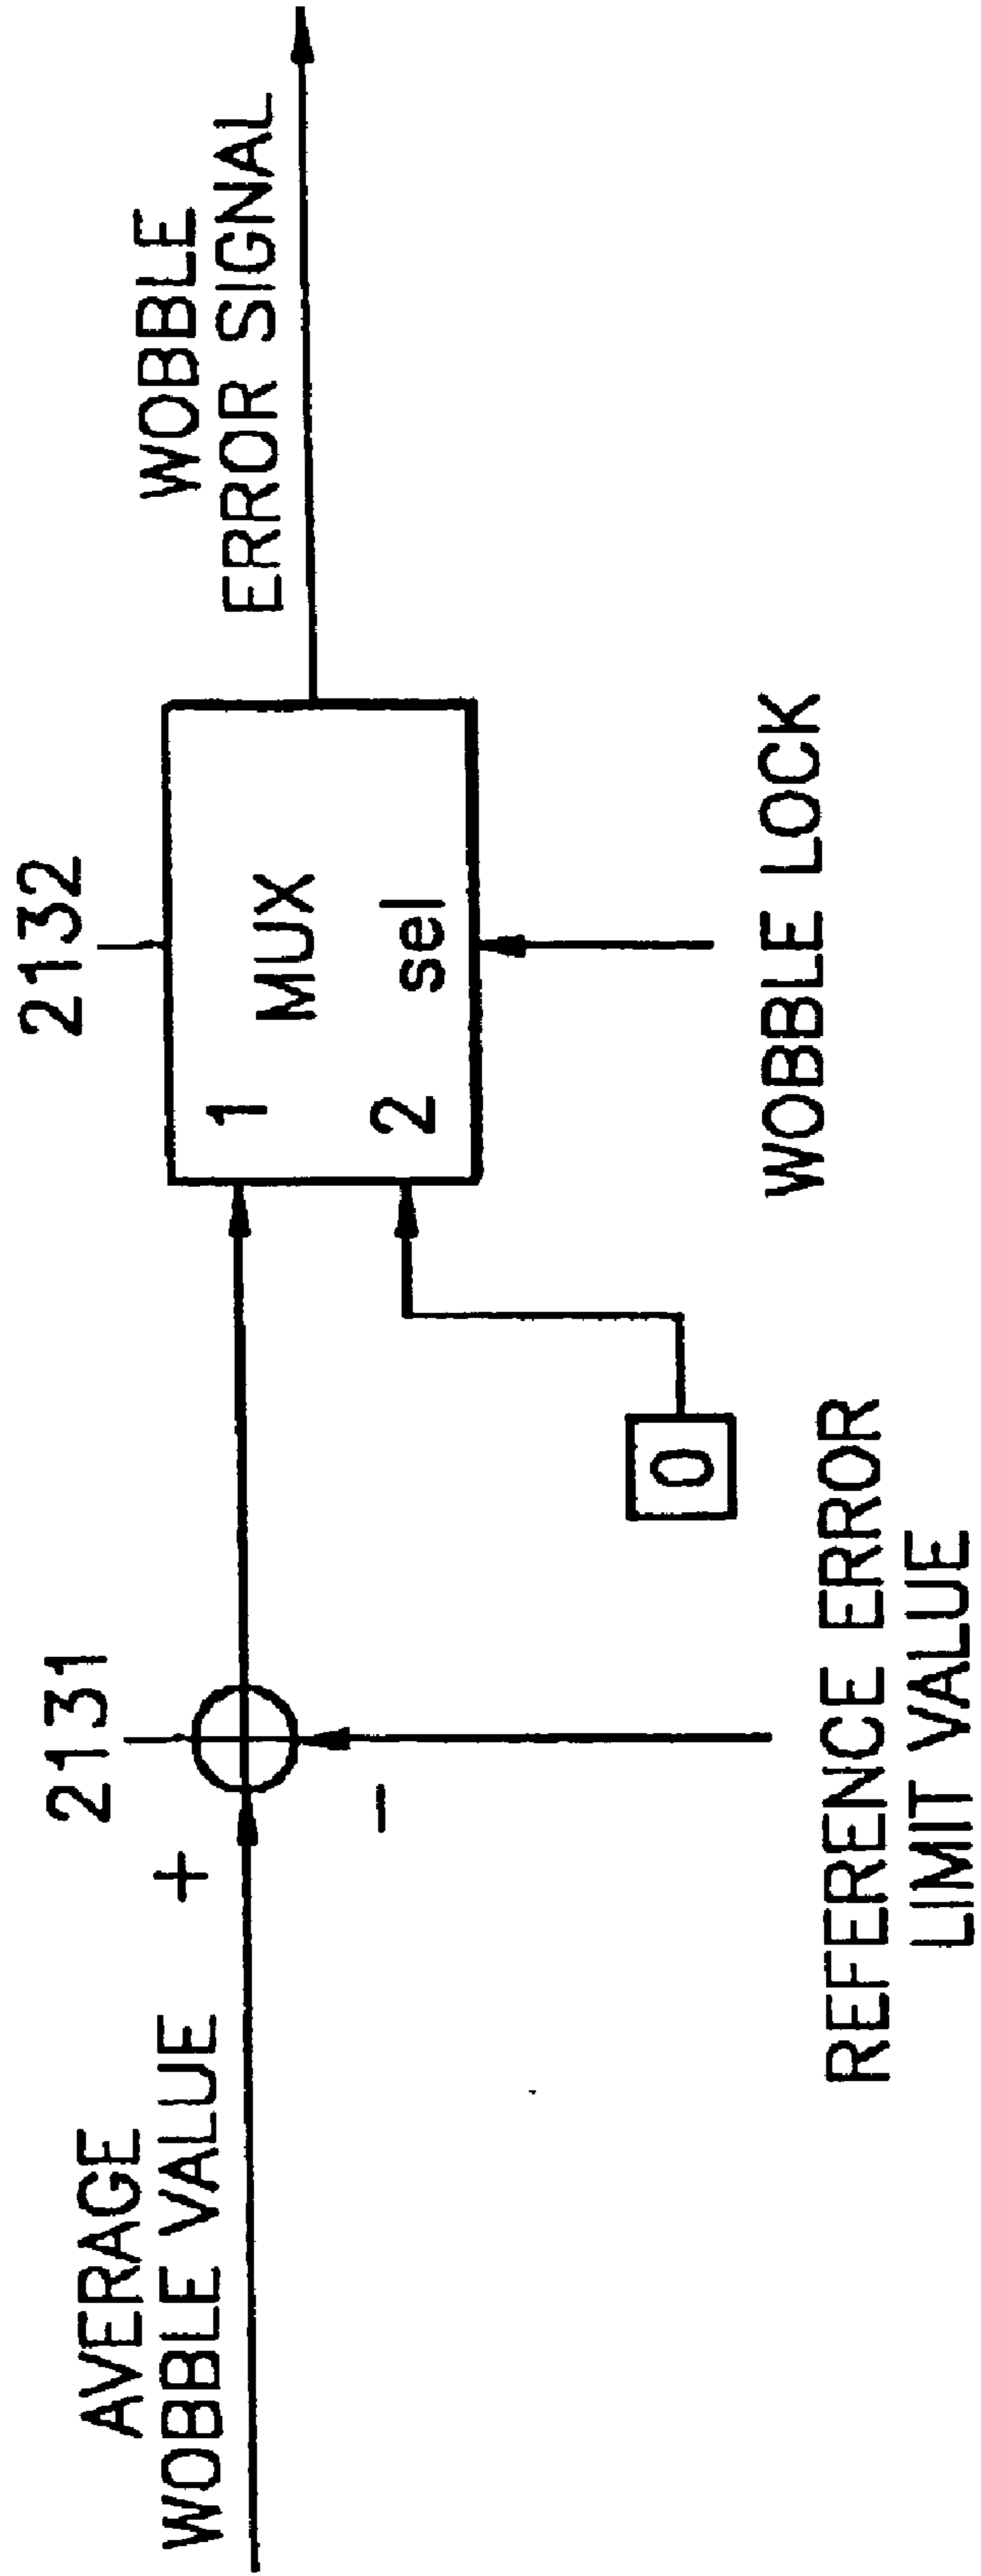 AVERAGE
WOBBLE VALUE
+
-
2131
REFERENCE ERROR
LIMIT VALUE
0
2132
1
MUX
2
sel
WOBBLE LOCK
WOBBLE
ERROR SIGNAL